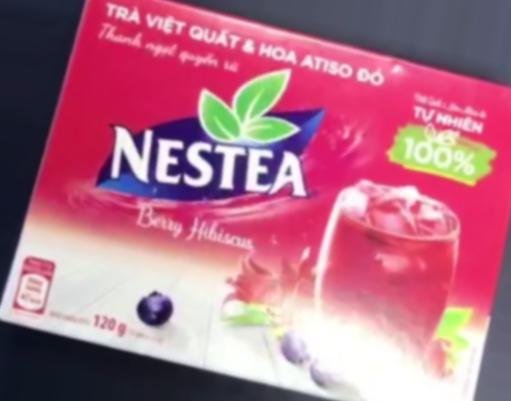 TRÀ VIỆT QUẤT & HOA ATISO ĐỎ
Thanh ngọt quyến rũ
TỰ NHIÊN
100%
NESTEA
Berry Hibiscus
120 g